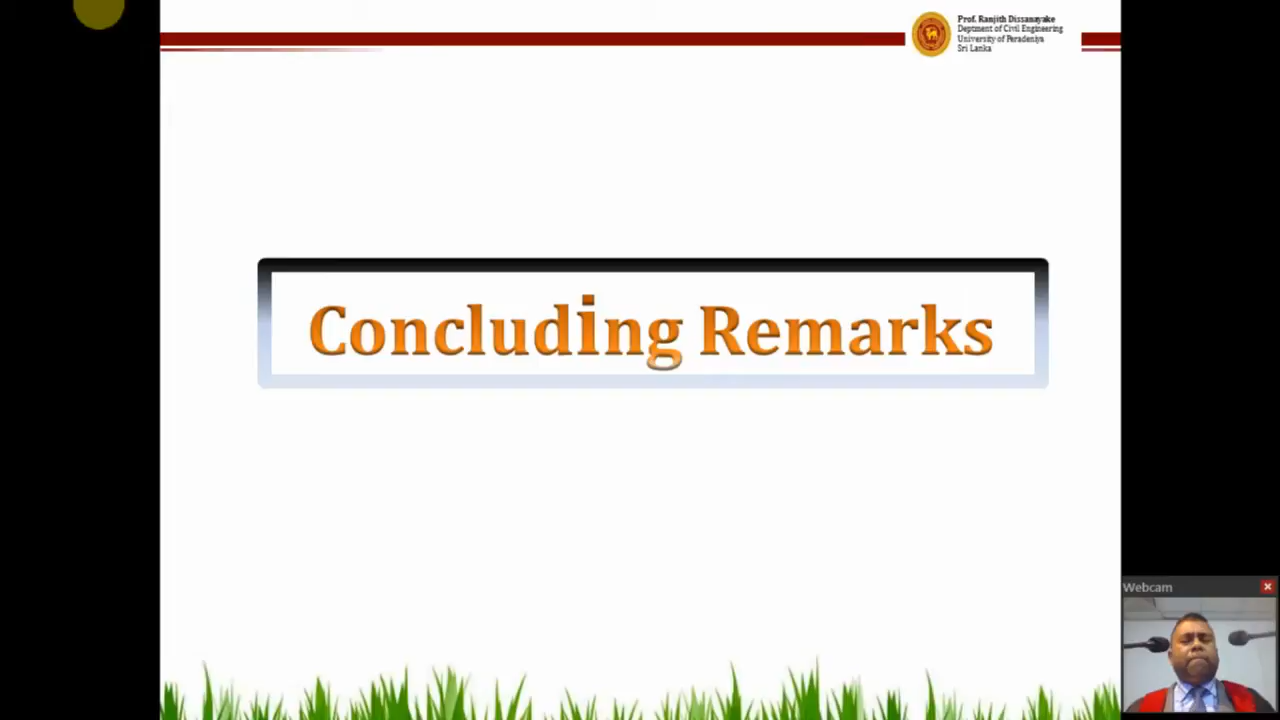 Prof. Ranjith Dissanayake
Deptment of Civil Engineering
University of Peradeniya
Sri Lanka
Concluding Remarks
Webcam